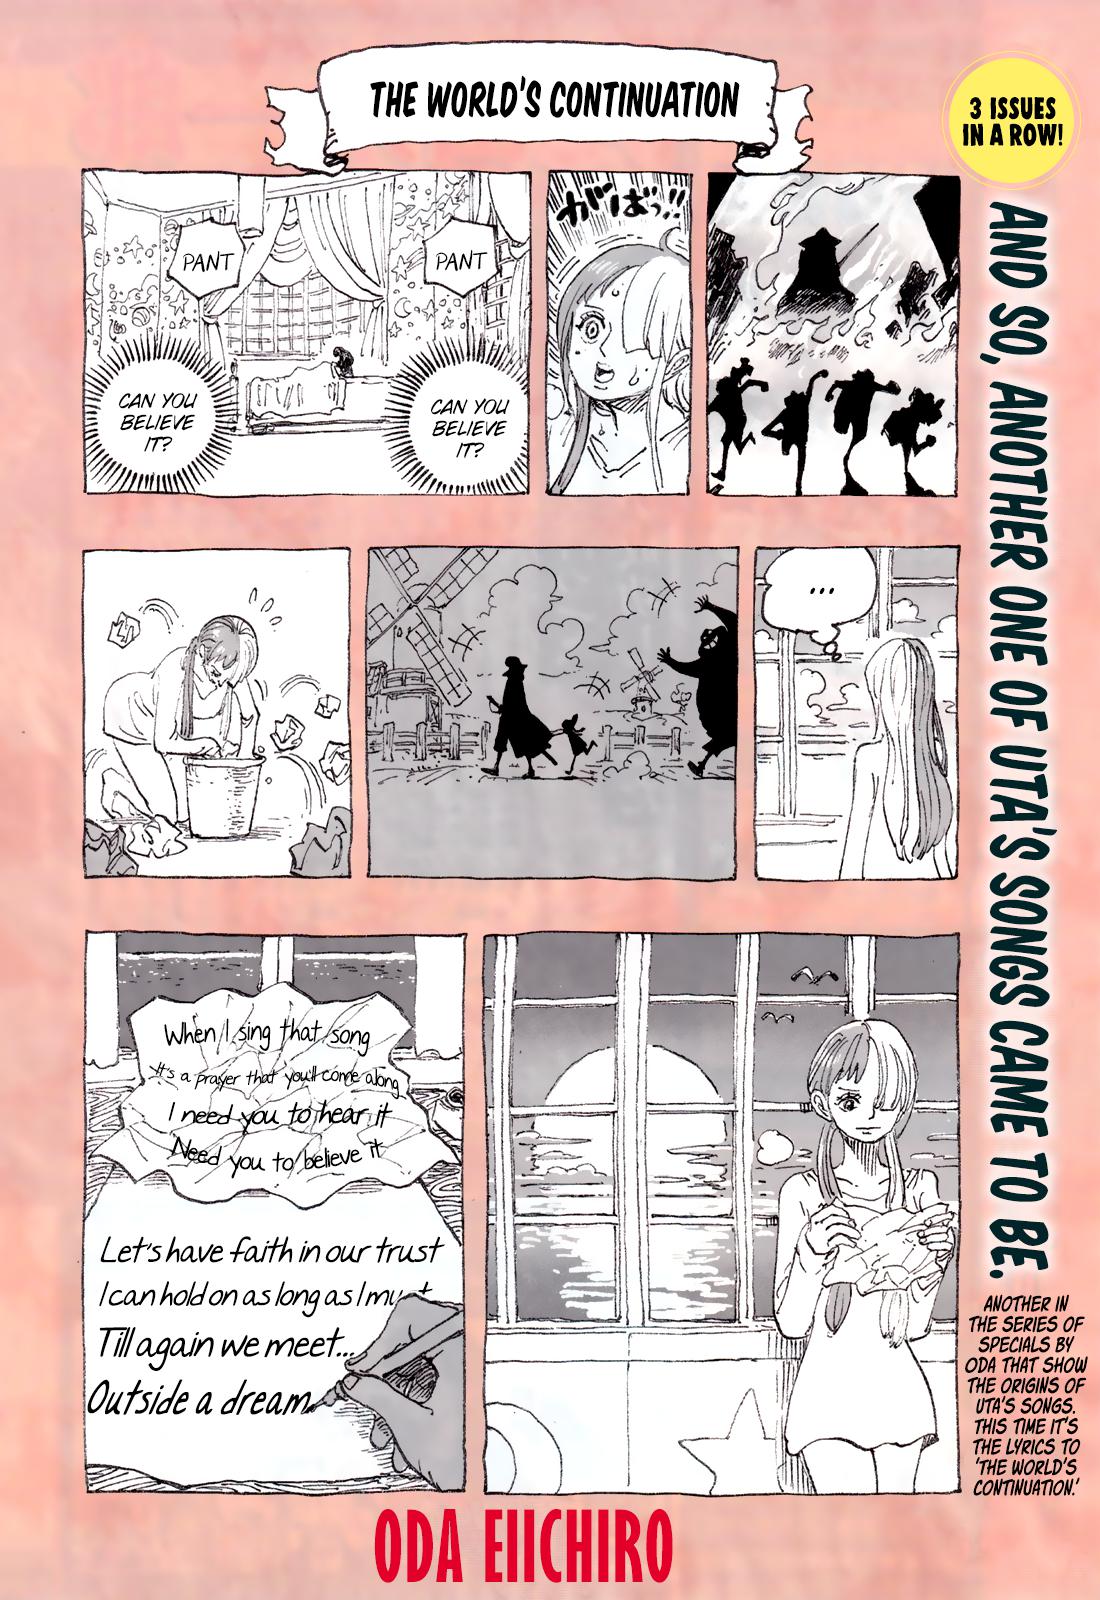 THE WORLD'S CONTINUATION
3 ISSUES
IN A ROW!
AND SO, ANOTHER ONE OF UTA'S SONGS CAME TO BE.
がばっ!!
PANT
PANT
CAN YOU
BELIEVE
IT?
CAN YOU
BELIEVE
IT?
...
When I sing that song
It's a prayer that you'll come along
I need you to hear it
Need you to believe it
Let's have faith in our trust
I can hold on as long as I must
Till again we meet...
Outside a dream
ANOTHER IN
THE SERIES OF
SPECIALS BY
ODA THAT SHOW
THE ORIGINS OF
UTA'S SONGS.
THIS TIME IT'S
THE LYRICS TO
'THE WORLD'S
CONTINUATION.'
ODA EIICHIRO